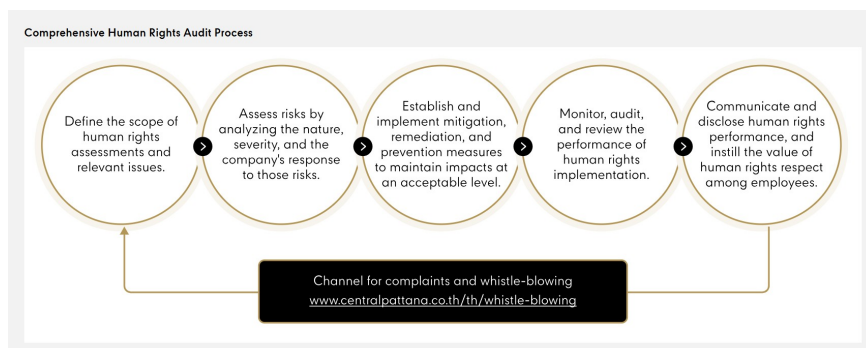 Comprehensive Human Rights Audit Process
Define the scope of
human rights
assessments and
relevant issues.
Assess risks by
analyzing the nature,
severity, and the
company's response
to those risks.
Establish and
implement mitigation,
remediation, and
prevention measures
to maintain impacts at
an acceptable level.
Monitor, audit,
and review the
performance of
human rights
implementation.
Communicate and
disclose human rights
performance, and
instill the value of
human rights respect
among employees.
Channel for complaints and whistle-blowing
www.centralpattana.co.th/th/whistle-blowing